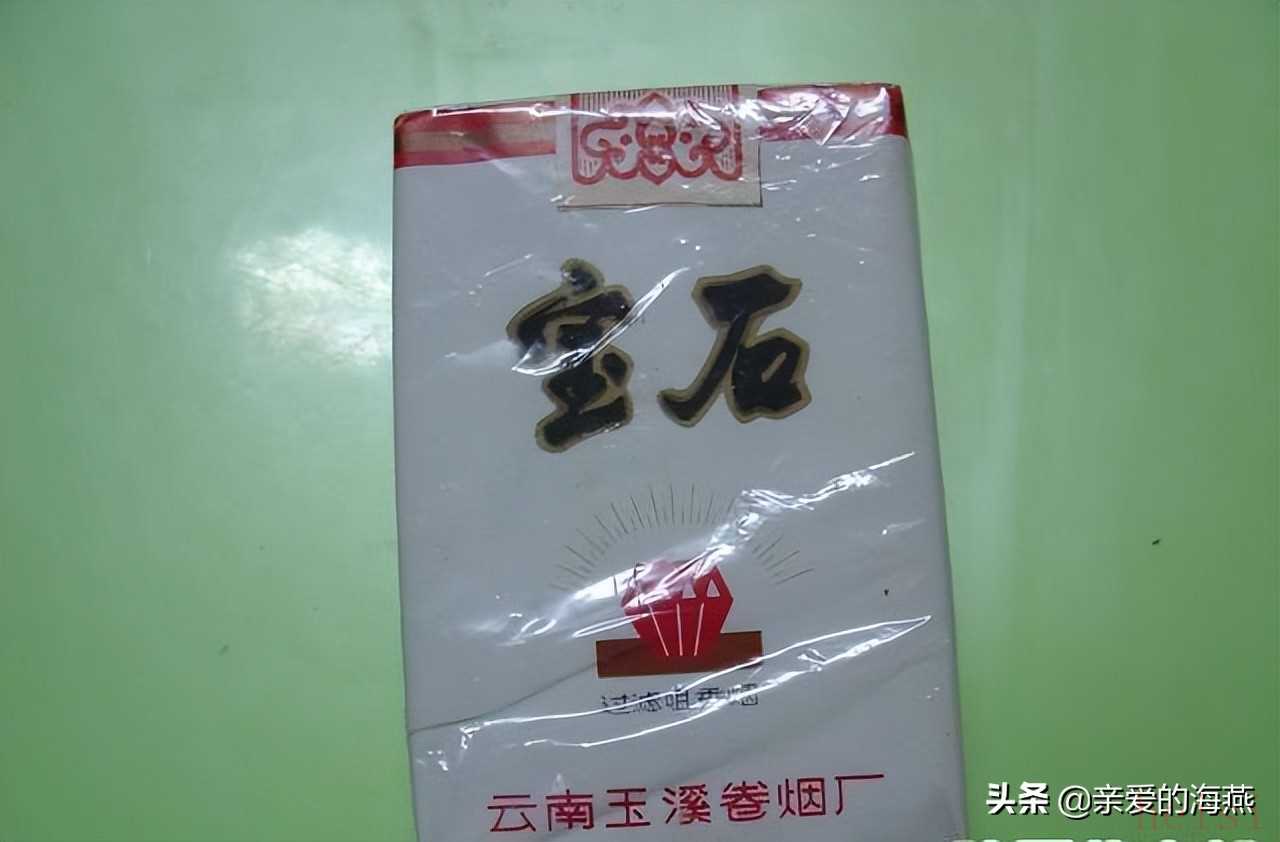 宝石
过滤咀香烟
云南玉溪卷烟厂
头条 @亲爱的海燕